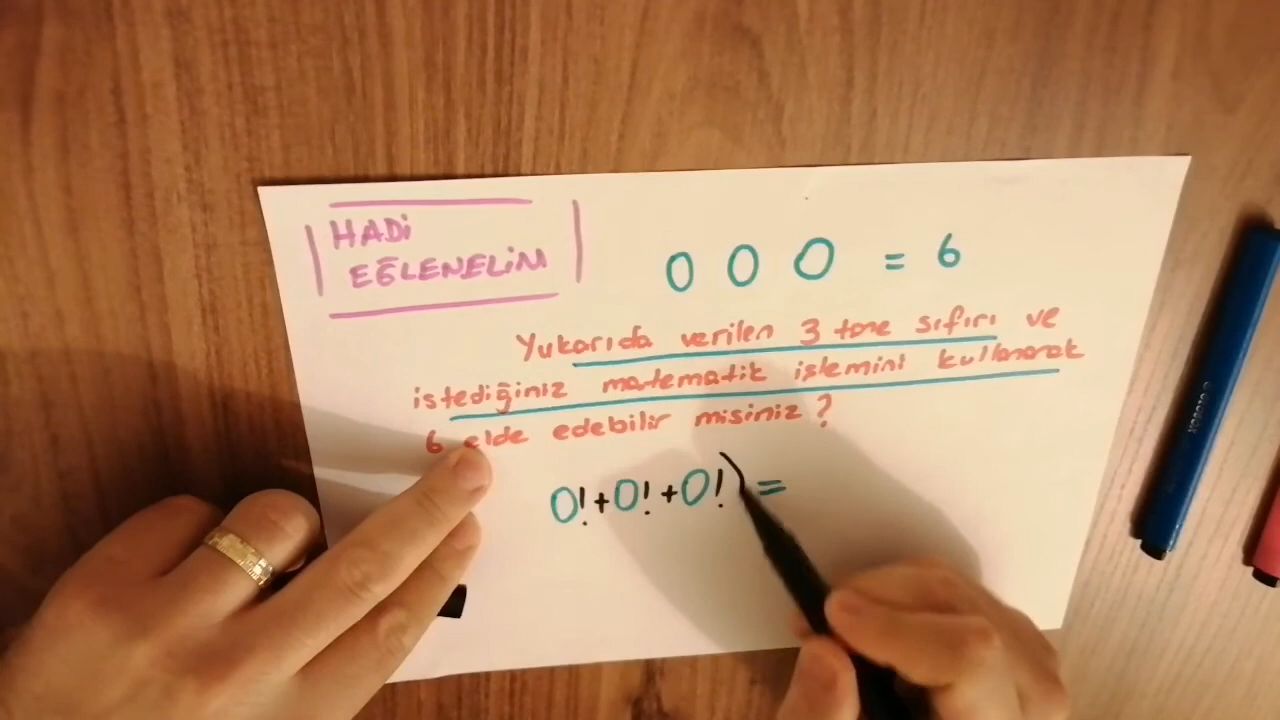 HADİ
EĞLENELİM
0 0 0 = 6
Yukarıda verilen 3 tane sıfırı ve
istediğiniz matematik işlemini kullanarak
6 elde edebilir misiniz ?
0!+0!+0!) =